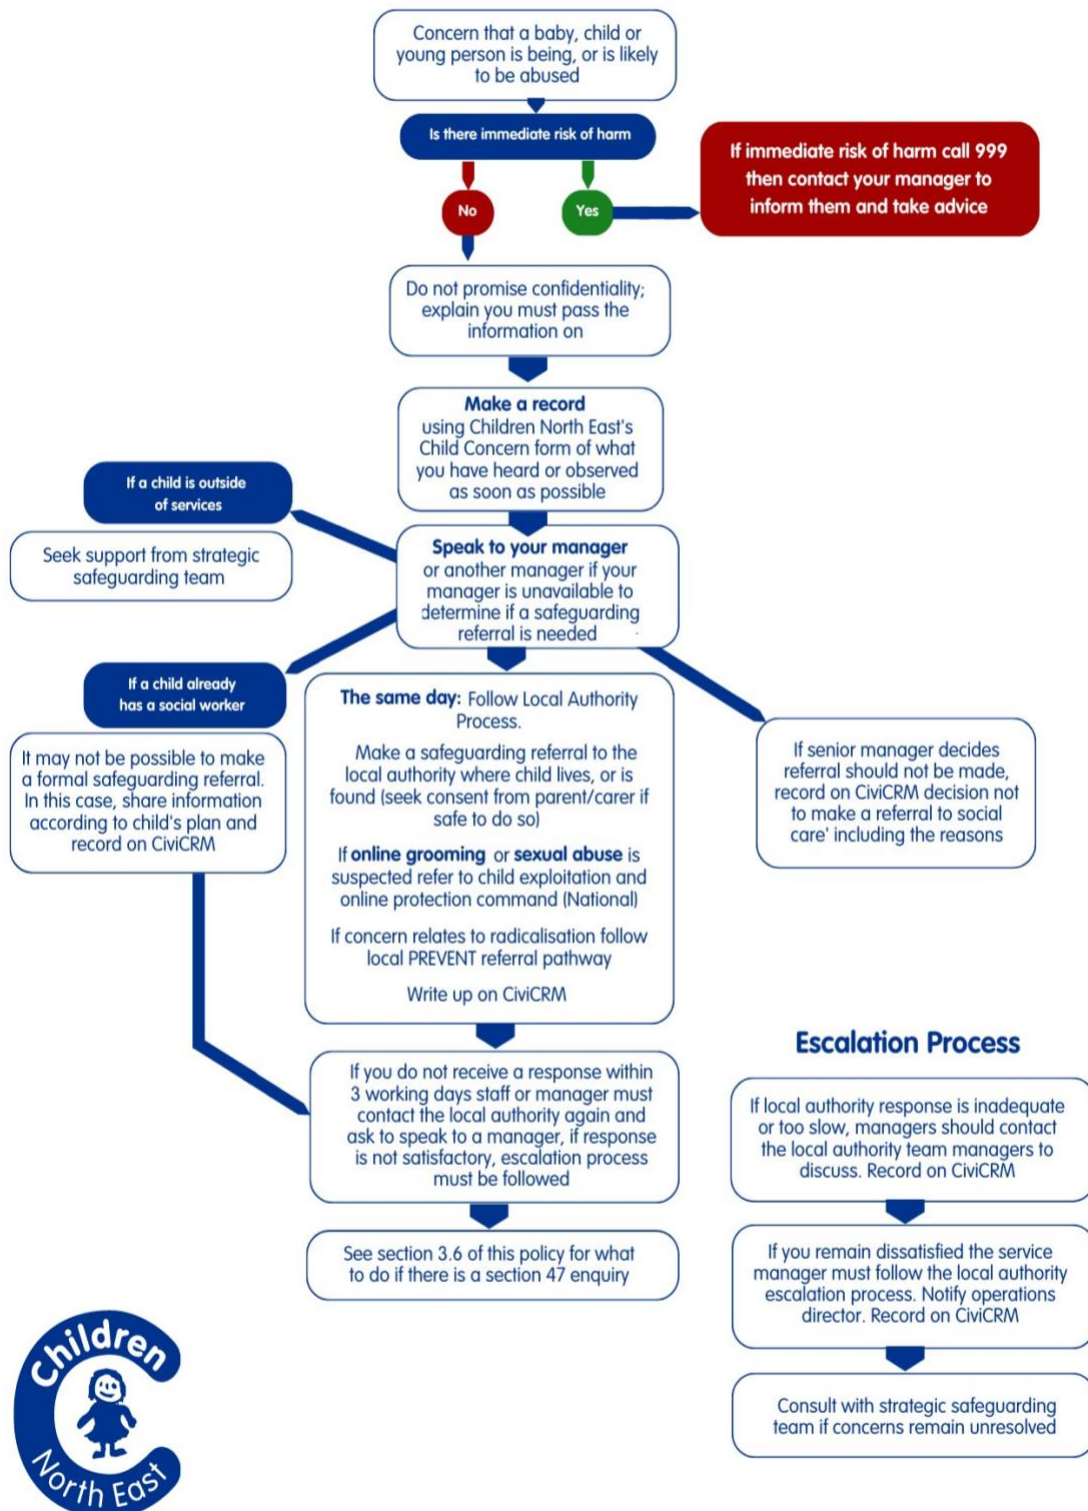 Concern that a baby, child or
young person is being, or is likely
to be abused
Is there immediate risk of harm
If immediate risk of harm call 999
then contact your manager to
inform them and take advice
No
Yes
Do not promise confidentiality;
explain you must pass the
information on
Make a record
using Children North East's
Child Concern form of what
you have heard or observed
as soon as possible
If a child is outside
of services
Seek support from strategic
safeguarding team
Speak to your manager
or another manager if your
manager is unavailable to
determine if a safeguarding
referral is needed
If a child already
has a social worker
It may not be possible to make
a formal safeguarding referral.
In this case, share information
according to child's plan and
record on CiviCRM
The same day: Follow Local Authority
Process.
Make a safeguarding referral to the
local authority where child lives, or is
found (seek consent from parent/carer if
safe to do so)
If online grooming or sexual abuse is
suspected refer to child exploitation and
online protection command (National)
If concern relates to radicalisation follow
local PREVENT referral pathway
Write up on CiviCRM
If senior manager decides
referral should not be made,
record on CiviCRM decision not
to make a referral to social
care' including the reasons
If you do not receive a response within
3 working days staff or manager must
contact the local authority again and
ask to speak to a manager, if response
is not satisfactory, escalation process
must be followed
See section 3.6 of this policy for what
to do if there is a section 47 enquiry
Escalation Process
If local authority response is inadequate
or too slow, managers should contact
the local authority team managers to
discuss. Record on CiviCRM
If you remain dissatisfied the service
manager must follow the local authority
escalation process. Notify operations
director. Record on CiviCRM
Consult with strategic safeguarding
team if concerns remain unresolved
Children
North East